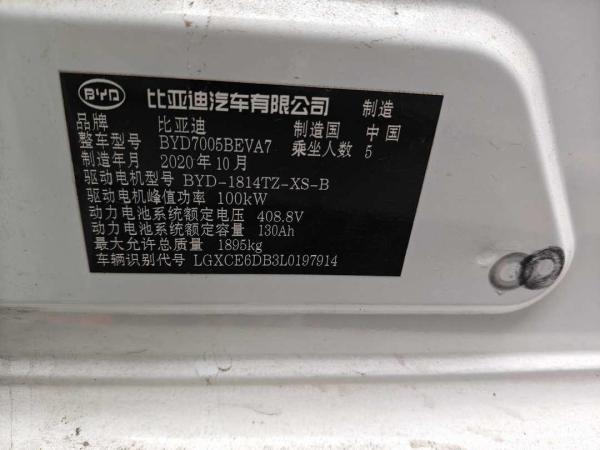 BYD 比亚迪汽车有限公司 制造
品牌 比亚迪 制造国 中国
整车型号 BYD7005BEVA7 乘坐人数 5
制造年月 2020年10月
驱动电机型号 BYD-1814TZ-XS-B
驱动电机峰值功率 100kW
动力电池系统额定电压 408.8V
动力电池系统额定容量 130Ah
最大允许总质量 1895kg
车辆识别代号 LGXCE6DB3L0197914